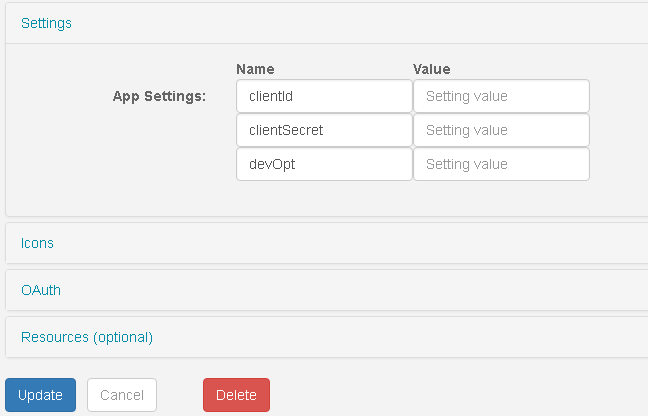 Settings
Name Value
App Settings: clientId Setting value
clientSecret Setting value
devOpt Setting value
Icons
OAuth
Resources (optional)
Update Cancel Delete